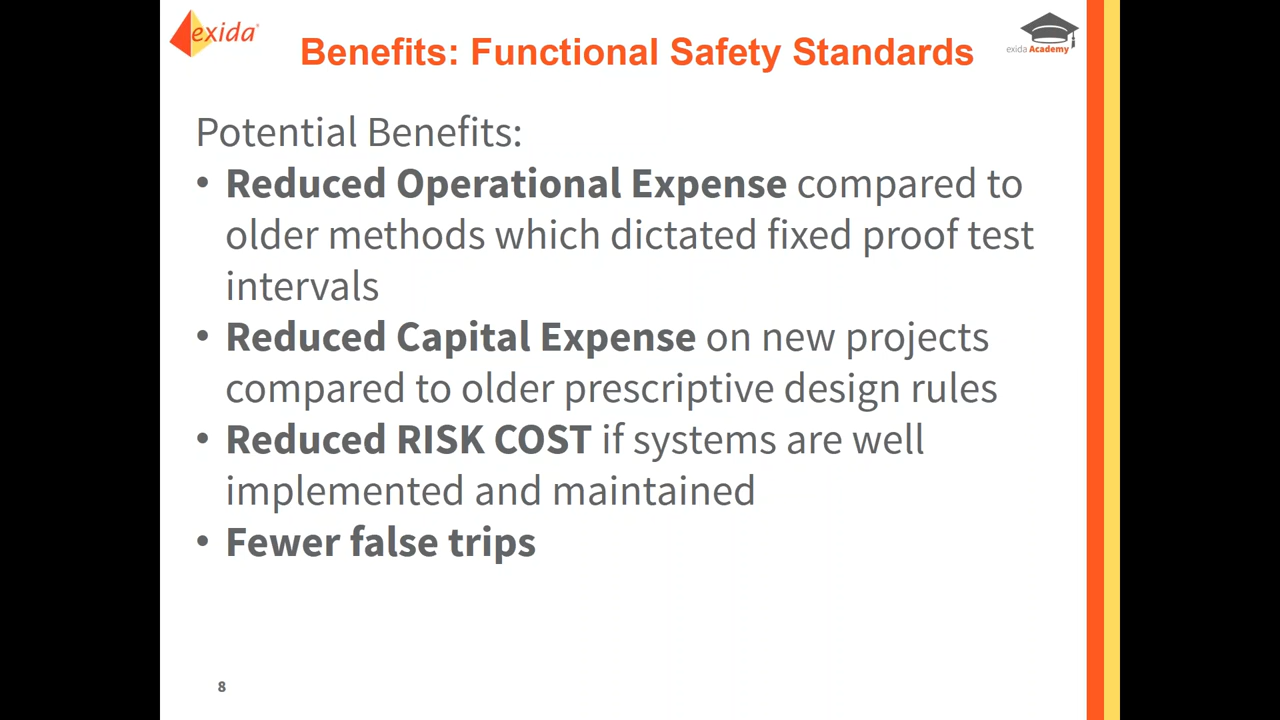 exida
Benefits: Functional Safety Standards
exida Academy
Potential Benefits:
• Reduced Operational Expense compared to
older methods which dictated fixed proof test
intervals
• Reduced Capital Expense on new projects
compared to older prescriptive design rules
• Reduced RISK COST if systems are well
implemented and maintained
• Fewer false trips
8